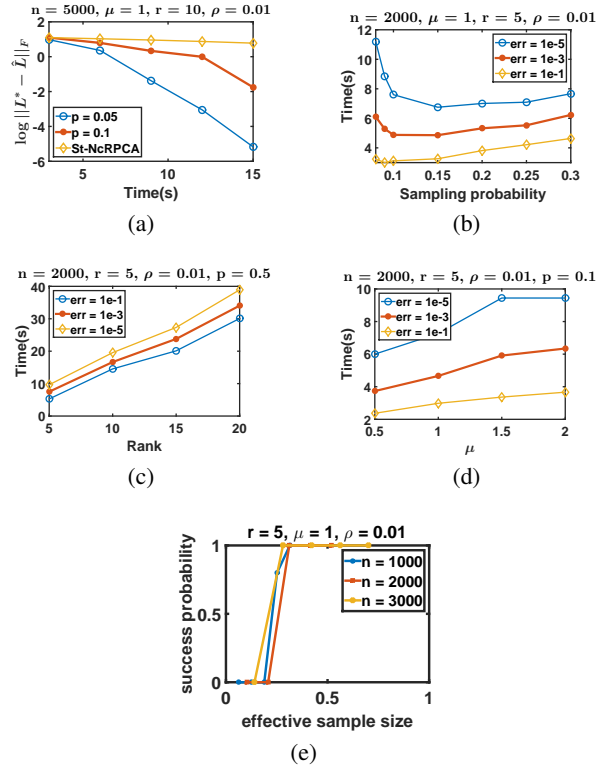 n = 5000, μ = 1, r = 10, ρ = 0.01
log ||L* − L̂||_F
2
0
-2
-4
-6
p = 0.05
p = 0.1
St-NcRPCA
5 10 15
Time(s)
(a)
n = 2000, μ = 1, r = 5, ρ = 0.01
Time(s)
12
10
8
6
4
err = 1e-5
err = 1e-3
err = 1e-1
0.1 0.15 0.2 0.25 0.3
Sampling probability
(b)
n = 2000, r = 5, ρ = 0.01, p = 0.5
Time(s)
40
30
20
10
0
err = 1e-1
err = 1e-3
err = 1e-5
5 10 15 20
Rank
(c)
n = 2000, r = 5, ρ = 0.01, p = 0.1
Time(s)
10
8
6
4
2
err = 1e-5
err = 1e-3
err = 1e-1
0.5 1 1.5 2
μ
(d)
r = 5, μ = 1, ρ = 0.01
success probability
1
0.5
0
n = 1000
n = 2000
n = 3000
0 0.5 1
effective sample size
(e)